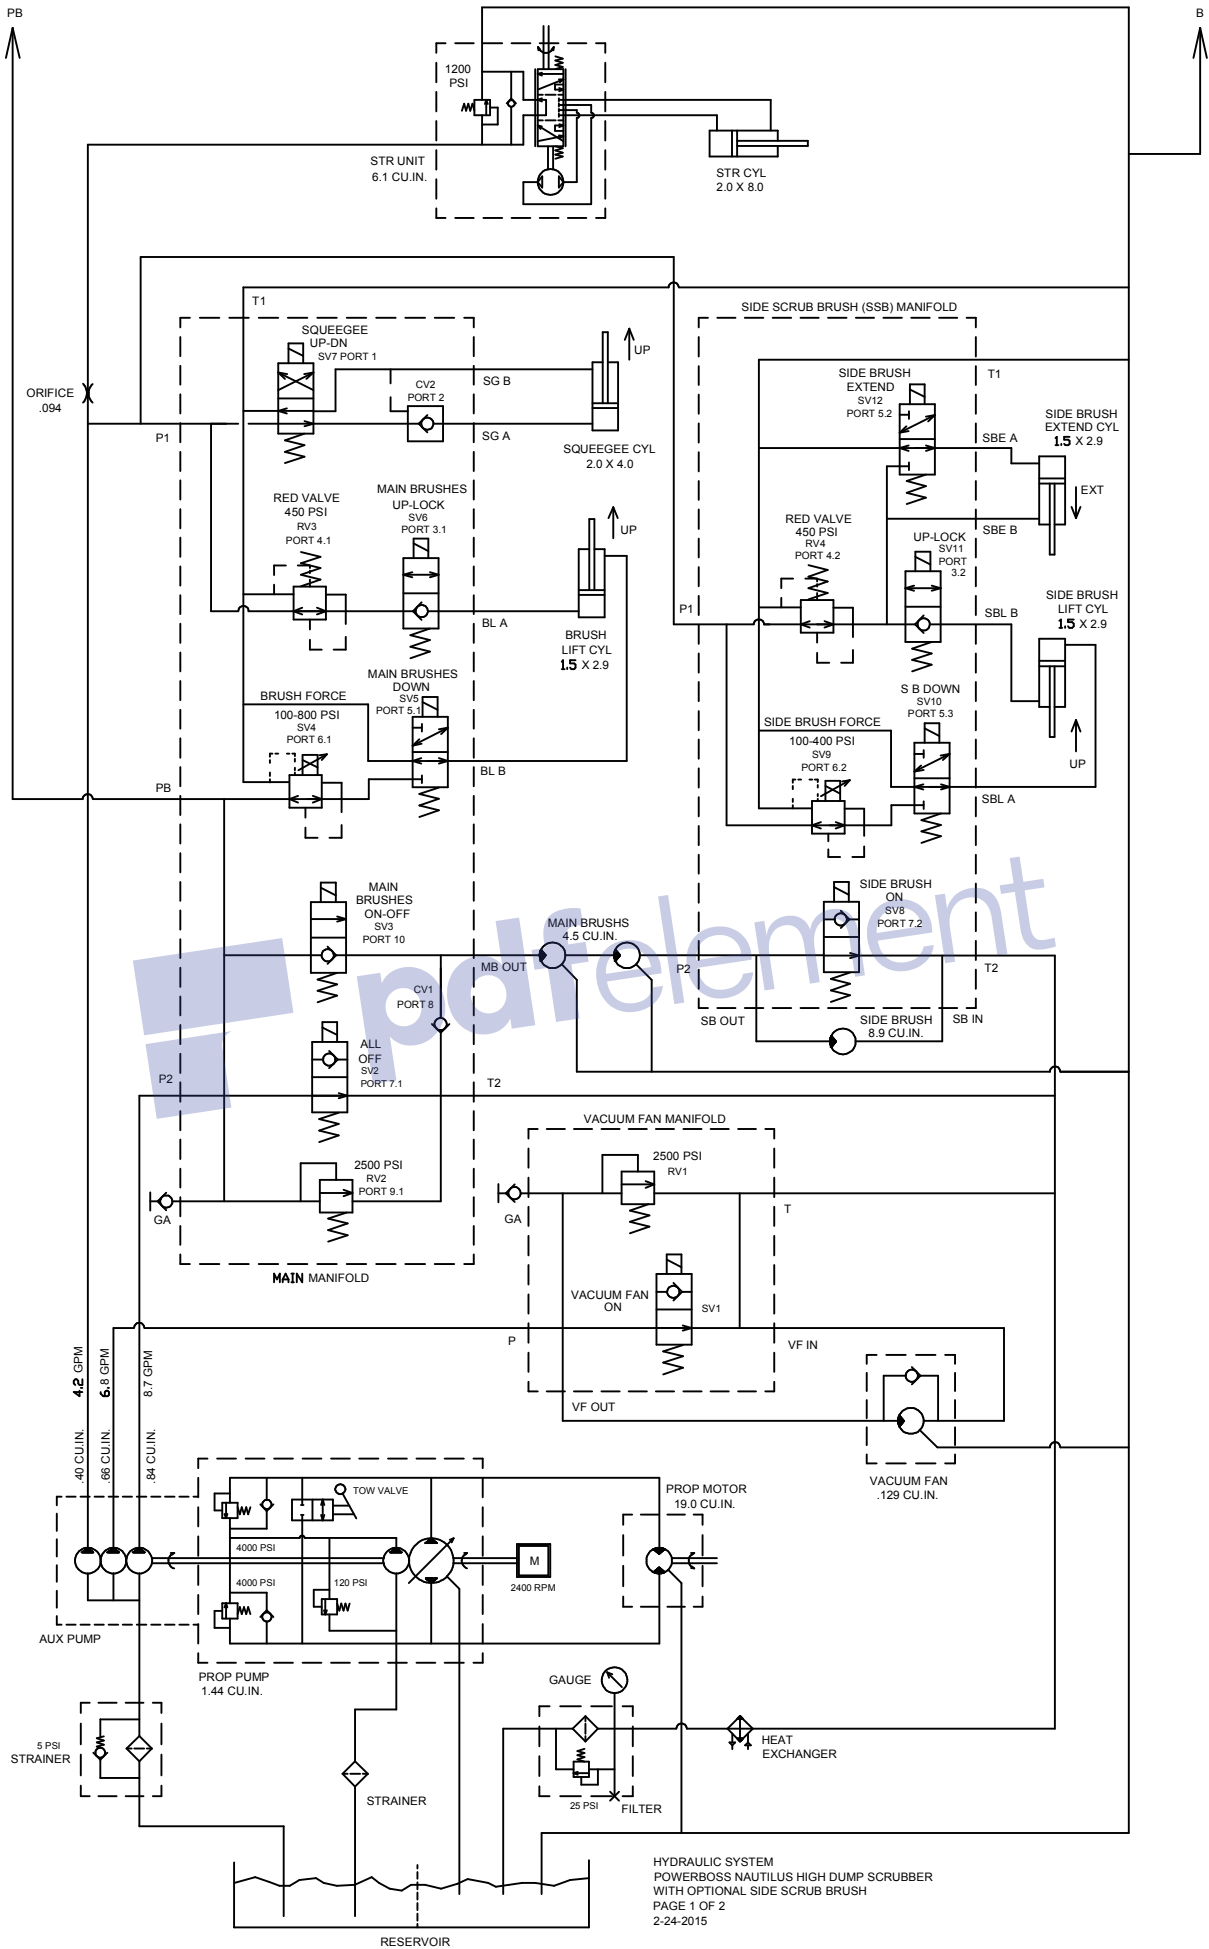 PB
B
1200
PSI
STR UNIT
6.1 CU.IN.
STR CYL
2.0 X 8.0
T1
SIDE SCRUB BRUSH (SSB) MANIFOLD
SQUEEGEE
UP-DN
SV7 PORT 1
UP
ORIFICE
.094
CV2
PORT 2
SG B
P1
SG A
SQUEEGEE CYL
2.0 X 4.0
SIDE BRUSH
EXTEND
SV12
PORT 5.2
T1
SIDE BRUSH
EXTEND CYL
1.5 X 2.9
SBE A
EXT
SBE B
RED VALVE
450 PSI
RV3
PORT 4.1
MAIN BRUSHES
UP-LOCK
SV6
PORT 3.1
UP
BL A
BRUSH
LIFT CYL
1.5 X 2.9
RED VALVE
450 PSI
RV4
PORT 4.2
UP-LOCK
SV11
PORT
3.2
P1
SBL B
SIDE BRUSH
LIFT CYL
1.5 X 2.9
MAIN BRUSHES
DOWN
SV5
PORT 5.1
BRUSH FORCE
100-800 PSI
SV4
PORT 6.1
PB
BL B
S B DOWN
SV10
PORT 5.3
SIDE BRUSH FORCE
100-400 PSI
SV9
PORT 6.2
UP
SBL A
MAIN
BRUSHES
ON-OFF
SV3
PORT 10
MAIN BRUSHS
4.5 CU.IN.
MB OUT
CV1
PORT 8
SIDE BRUSH
ON
SV8
PORT 7.2
P2
T2
SB OUT
SIDE BRUSH
8.9 CU.IN.
SB IN
pdfelement
ALL
OFF
SV2
PORT 7.1
P2
T2
VACUUM FAN MANIFOLD
2500 PSI
RV2
PORT 9.1
GA
MAIN MANIFOLD
2500 PSI
RV1
GA
T
VACUUM FAN
ON
SV1
P
VF IN
VF OUT
VACUUM FAN
.129 CU.IN.
4.2 GPM
6.8 GPM
8.7 GPM
.40 CU.IN.
.66 CU.IN.
.84 CU.IN.
TOW VALVE
4000 PSI
4000 PSI
120 PSI
M
2400 RPM
PROP MOTOR
19.0 CU.IN.
AUX PUMP
PROP PUMP
1.44 CU.IN.
5 PSI
STRAINER
STRAINER
GAUGE
25 PSI
FILTER
HEAT
EXCHANGER
RESERVOIR
HYDRAULIC SYSTEM
POWERBOSS NAUTILUS HIGH DUMP SCRUBBER
WITH OPTIONAL SIDE SCRUB BRUSH
PAGE 1 OF 2
2-24-2015